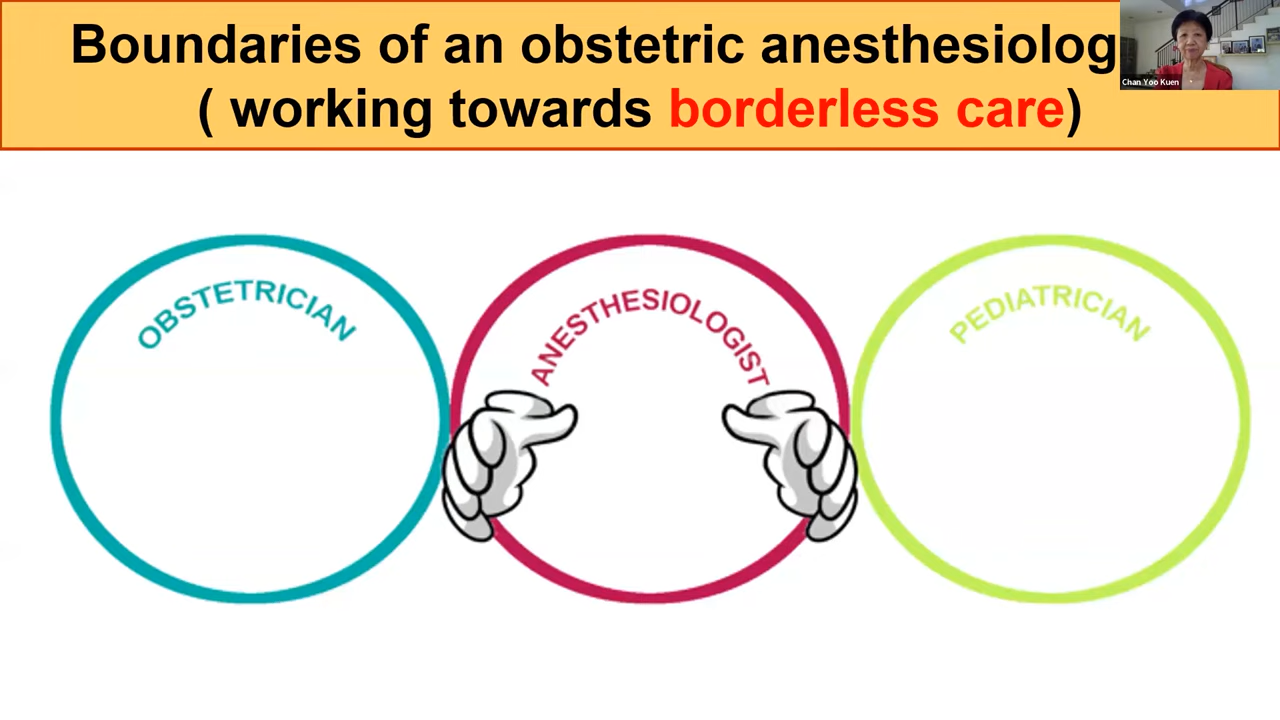 Boundaries of an obstetric anesthesiolog
( working towards borderless care)
Chan Yoo Kuen
OBSTETRICIAN
ANESTHESIOLOGIST
PEDIATRICIAN